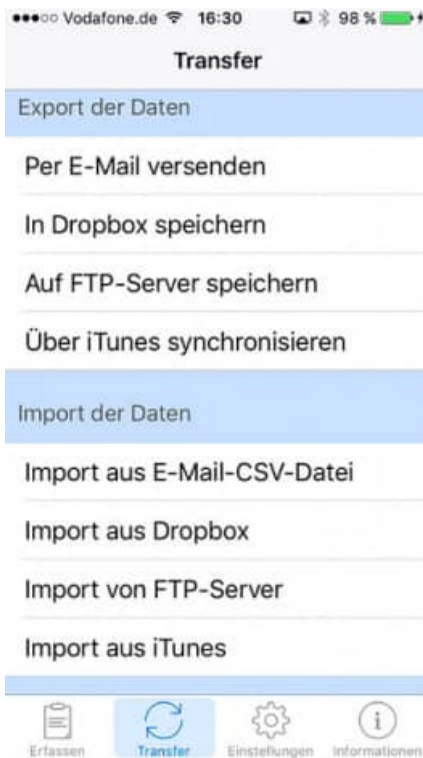 Vodafone.de 16:30 98 %
Transfer
Export der Daten
Per E-Mail versenden
In Dropbox speichern
Auf FTP-Server speichern
Über iTunes synchronisieren
Import der Daten
Import aus E-Mail-CSV-Datei
Import aus Dropbox
Import von FTP-Server
Import aus iTunes
Erfassen Transfer Einstellungen Informationen